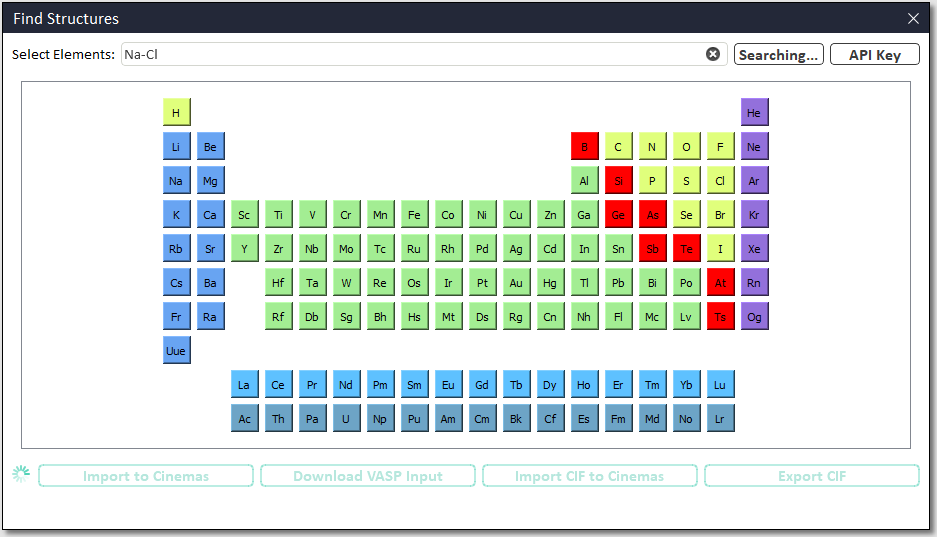 Find Structures
Select Elements: Na-Cl Searching... API Key
H He
Li Be B C N O F Ne
Na Mg Al Si P S Cl Ar
K Ca Sc Ti V Cr Mn Fe Co Ni Cu Zn Ga Ge As Se Br Kr
Rb Sr Y Zr Nb Mo Tc Ru Rh Pd Ag Cd In Sn Sb Te I Xe
Cs Ba Hf Ta W Re Os Ir Pt Au Hg Tl Pb Bi Po At Rn
Fr Ra Rf Db Sg Bh Hs Mt Ds Rg Cn Nh Fl Mc Lv Ts Og
Uue
La Ce Pr Nd Pm Sm Eu Gd Tb Dy Ho Er Tm Yb Lu
Ac Th Pa U Np Pu Am Cm Bk Cf Es Fm Md No Lr
Import to Cinemas Download VASP Input Import CIF to Cinemas Export CIF